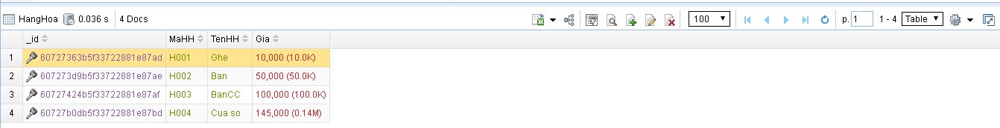 HangHoa 0.036 s 4 Docs 100 p. 1 1 - 4 Table
_id MaHH TenHH Gia
1 60727363b5f33722881e87ad H001 Ghe 10,000 (10.0K)
2 607273d9b5f33722881e87ae H002 Ban 50,000 (50.0K)
3 60727424b5f33722881e87af H003 BanCC 100,000 (100.0K)
4 60727b0db5f33722881e87bd H004 Cua so 145,000 (0.14M)